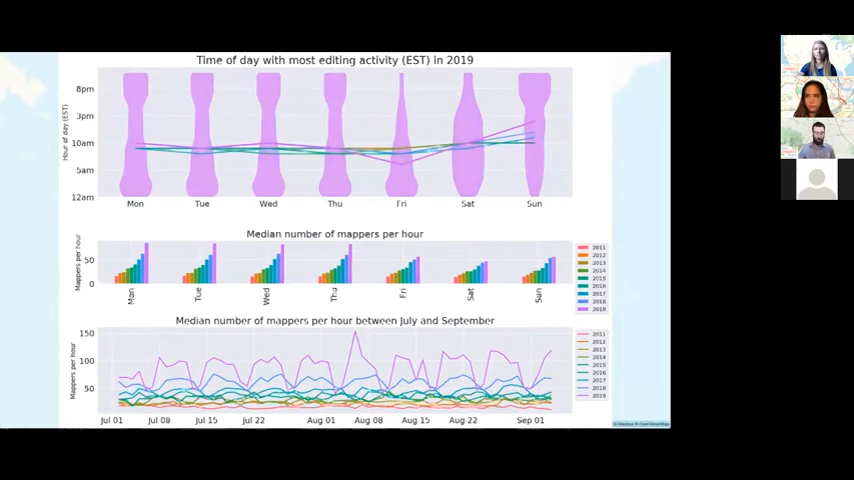 Time of day with most editing activity (EST) in 2019
Hour of day (EST)
8pm
3pm
10am
5am
12am
Mon Tue Wed Thu Fri Sat Sun
Median number of mappers per hour
Mappers per hour
50
0
Mon Tue Wed Thu Fri Sat Sun
2011
2012
2013
2014
2015
2016
2017
2018
2019
Median number of mappers per hour between July and September
Mappers per hour
150
100
50
Jul 01 Jul 08 Jul 15 Jul 22 Aug 01 Aug 08 Aug 15 Aug 22 Sep 01
2011
2012
2013
2014
2015
2016
2017
2018
2019
© Mapbox © OpenStreetMap